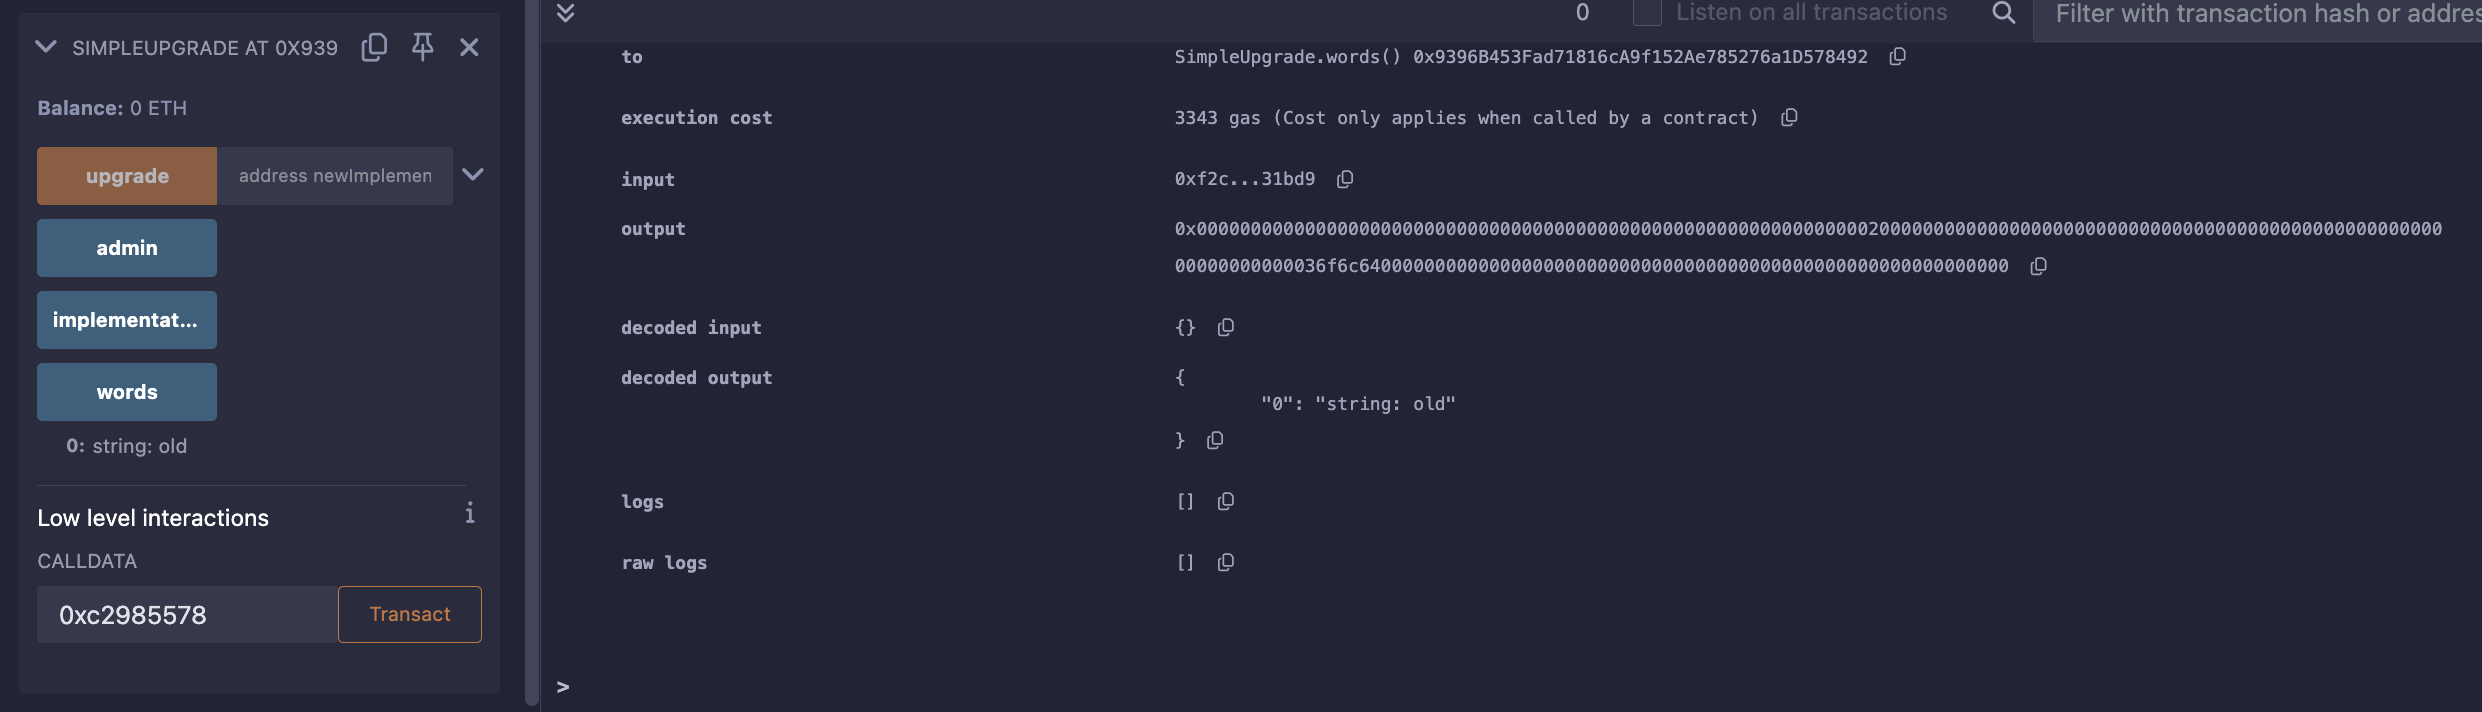 SIMPLEUPGRADE AT 0X939
Balance: 0 ETH
upgrade
address newImplemen
admin
implementat...
words
0: string: old
Low level interactions
i
CALLDATA
0xc2985578
Transact
0
Listen on all transactions
Filter with transaction hash or addres
to
SimpleUpgrade.words() 0x9396B453Fad71816cA9f152Ae785276a1D578492
execution cost
3343 gas (Cost only applies when called by a contract)
input
0xf2c...31bd9
output
0x000000000000000000000000000000000000000000000000000000000000002000000000000000000000000000000000000000000000000000
00000000000036f6c640000000000000000000000000000000000000000000000000000000000
decoded input
{}
decoded output
{
"0": "string: old"
}
logs
[]
raw logs
[]
>